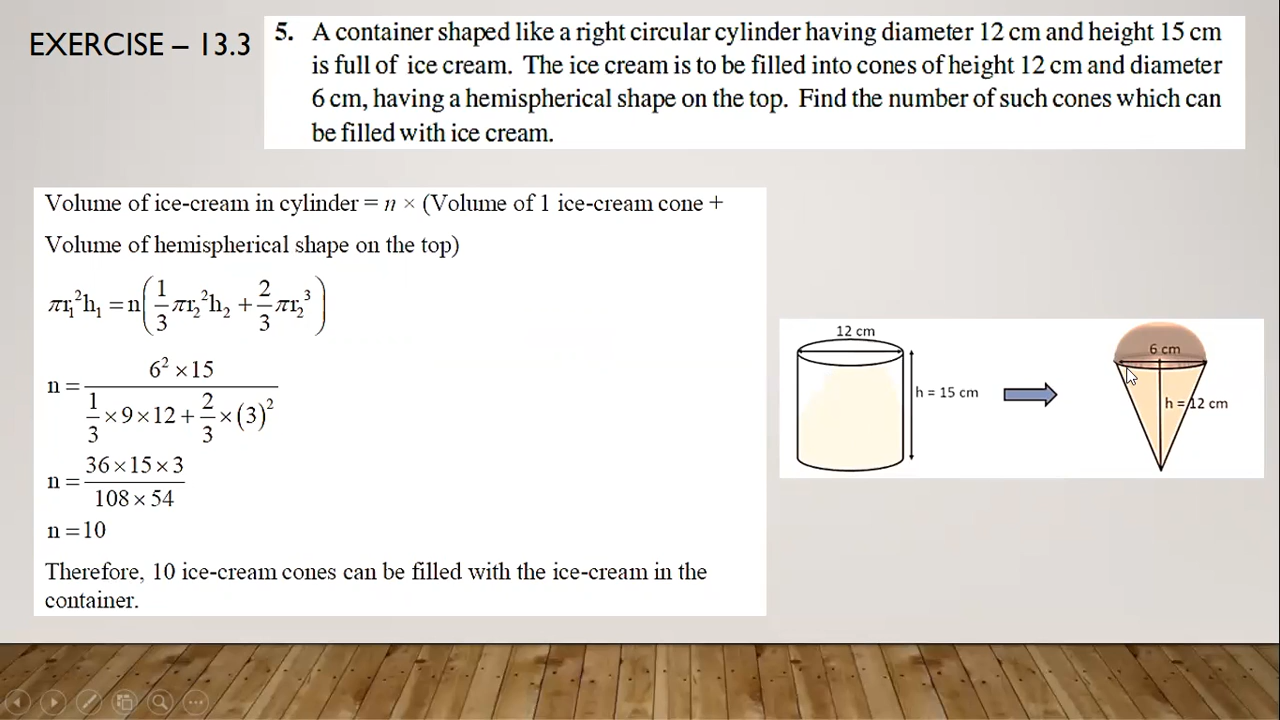 EXERCISE – 13.3
5. A container shaped like a right circular cylinder having diameter 12 cm and height 15 cm
is full of ice cream. The ice cream is to be filled into cones of height 12 cm and diameter
6 cm, having a hemispherical shape on the top. Find the number of such cones which can
be filled with ice cream.
Volume of ice-cream in cylinder = n × (Volume of 1 ice-cream cone +
Volume of hemispherical shape on the top)
πr₁²h₁ = n(1/3 πr₂²h₂ + 2/3 πr₂³)
n = (6² × 15) / (1/3 × 9 × 12 + 2/3 × (3)²)
n = (36 × 15 × 3) / (108 × 54)
n = 10
Therefore, 10 ice-cream cones can be filled with the ice-cream in the
container.
12 cm
h = 15 cm
6 cm
h = 12 cm